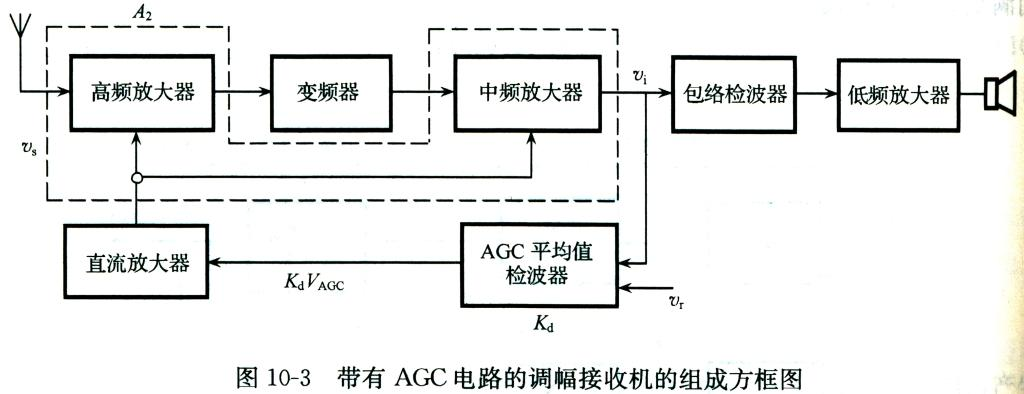 A₂
高频放大器
变频器
中频放大器
vᵢ
包络检波器
低频放大器
vₛ
直流放大器
K_dV_AGC
AGC 平均值
检波器
vᵣ
K_d
图 10-3 带有 AGC 电路的调幅接收机的组成方框图